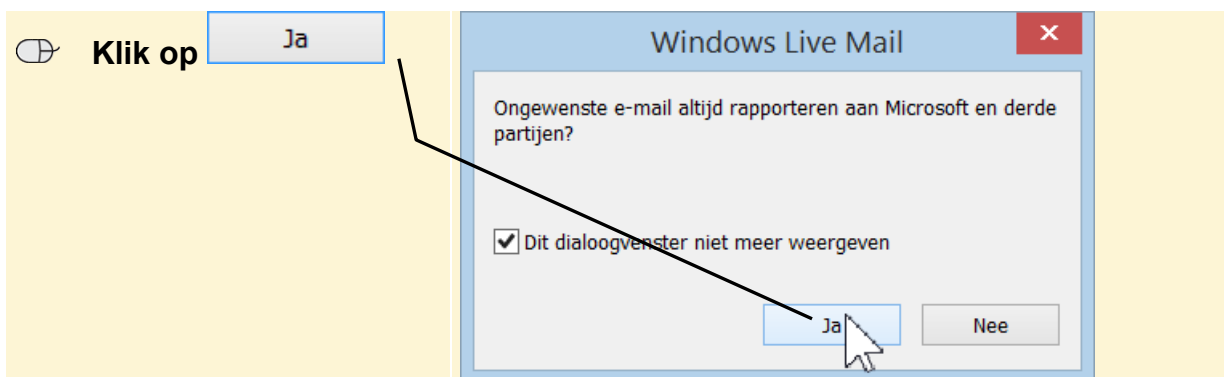 Klik op Ja
Windows Live Mail
Ongewenste e-mail altijd rapporteren aan Microsoft en derde
partijen?
Dit dialoogvenster niet meer weergeven
Ja Nee